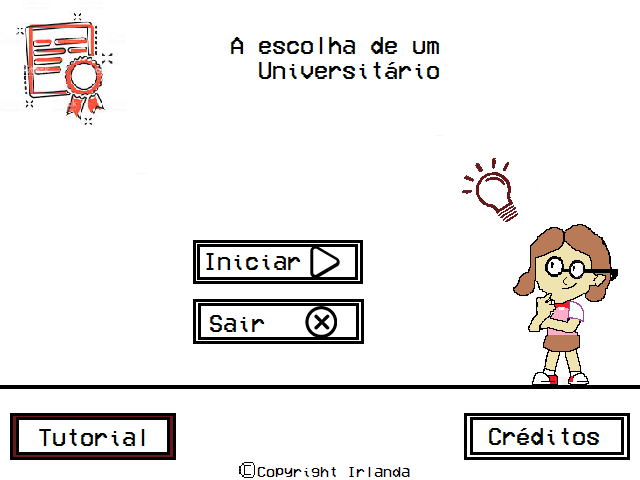 A escolha de um
Universitário
Iniciar
Sair
Tutorial
Créditos
©Copyright Irlanda